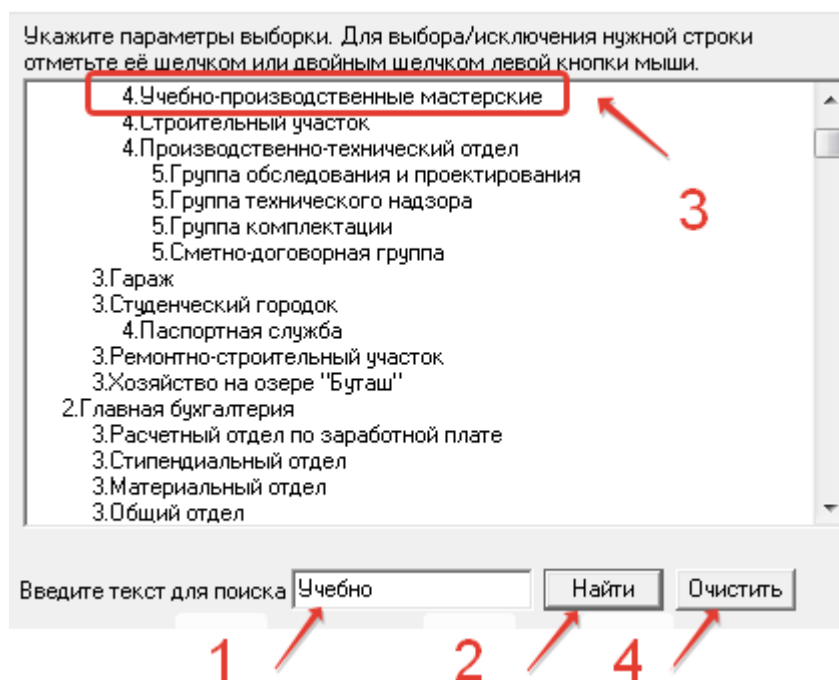 Укажите параметры выборки. Для выбора/исключения нужной строки
отметьте её щелчком или двойным щелчком левой кнопки мыши.
4.Учебно-производственные мастерские
4.Строительный участок
4.Производственно-технический отдел
5.Группа обследования и проектирования
5.Группа технического надзора
5.Группа комплектации
5.Сметно-договорная группа
3
3.Гараж
3.Студенческий городок
4.Паспортная служба
3.Ремонтно-строительный участок
3.Хозяйство на озере "Буташ"
2.Главная бухгалтерия
3.Расчетный отдел по заработной плате
3.Стипендиальный отдел
3.Материальный отдел
3.Общий отдел
Введите текст для поиска Учебно Найти Очистить
1 2 4